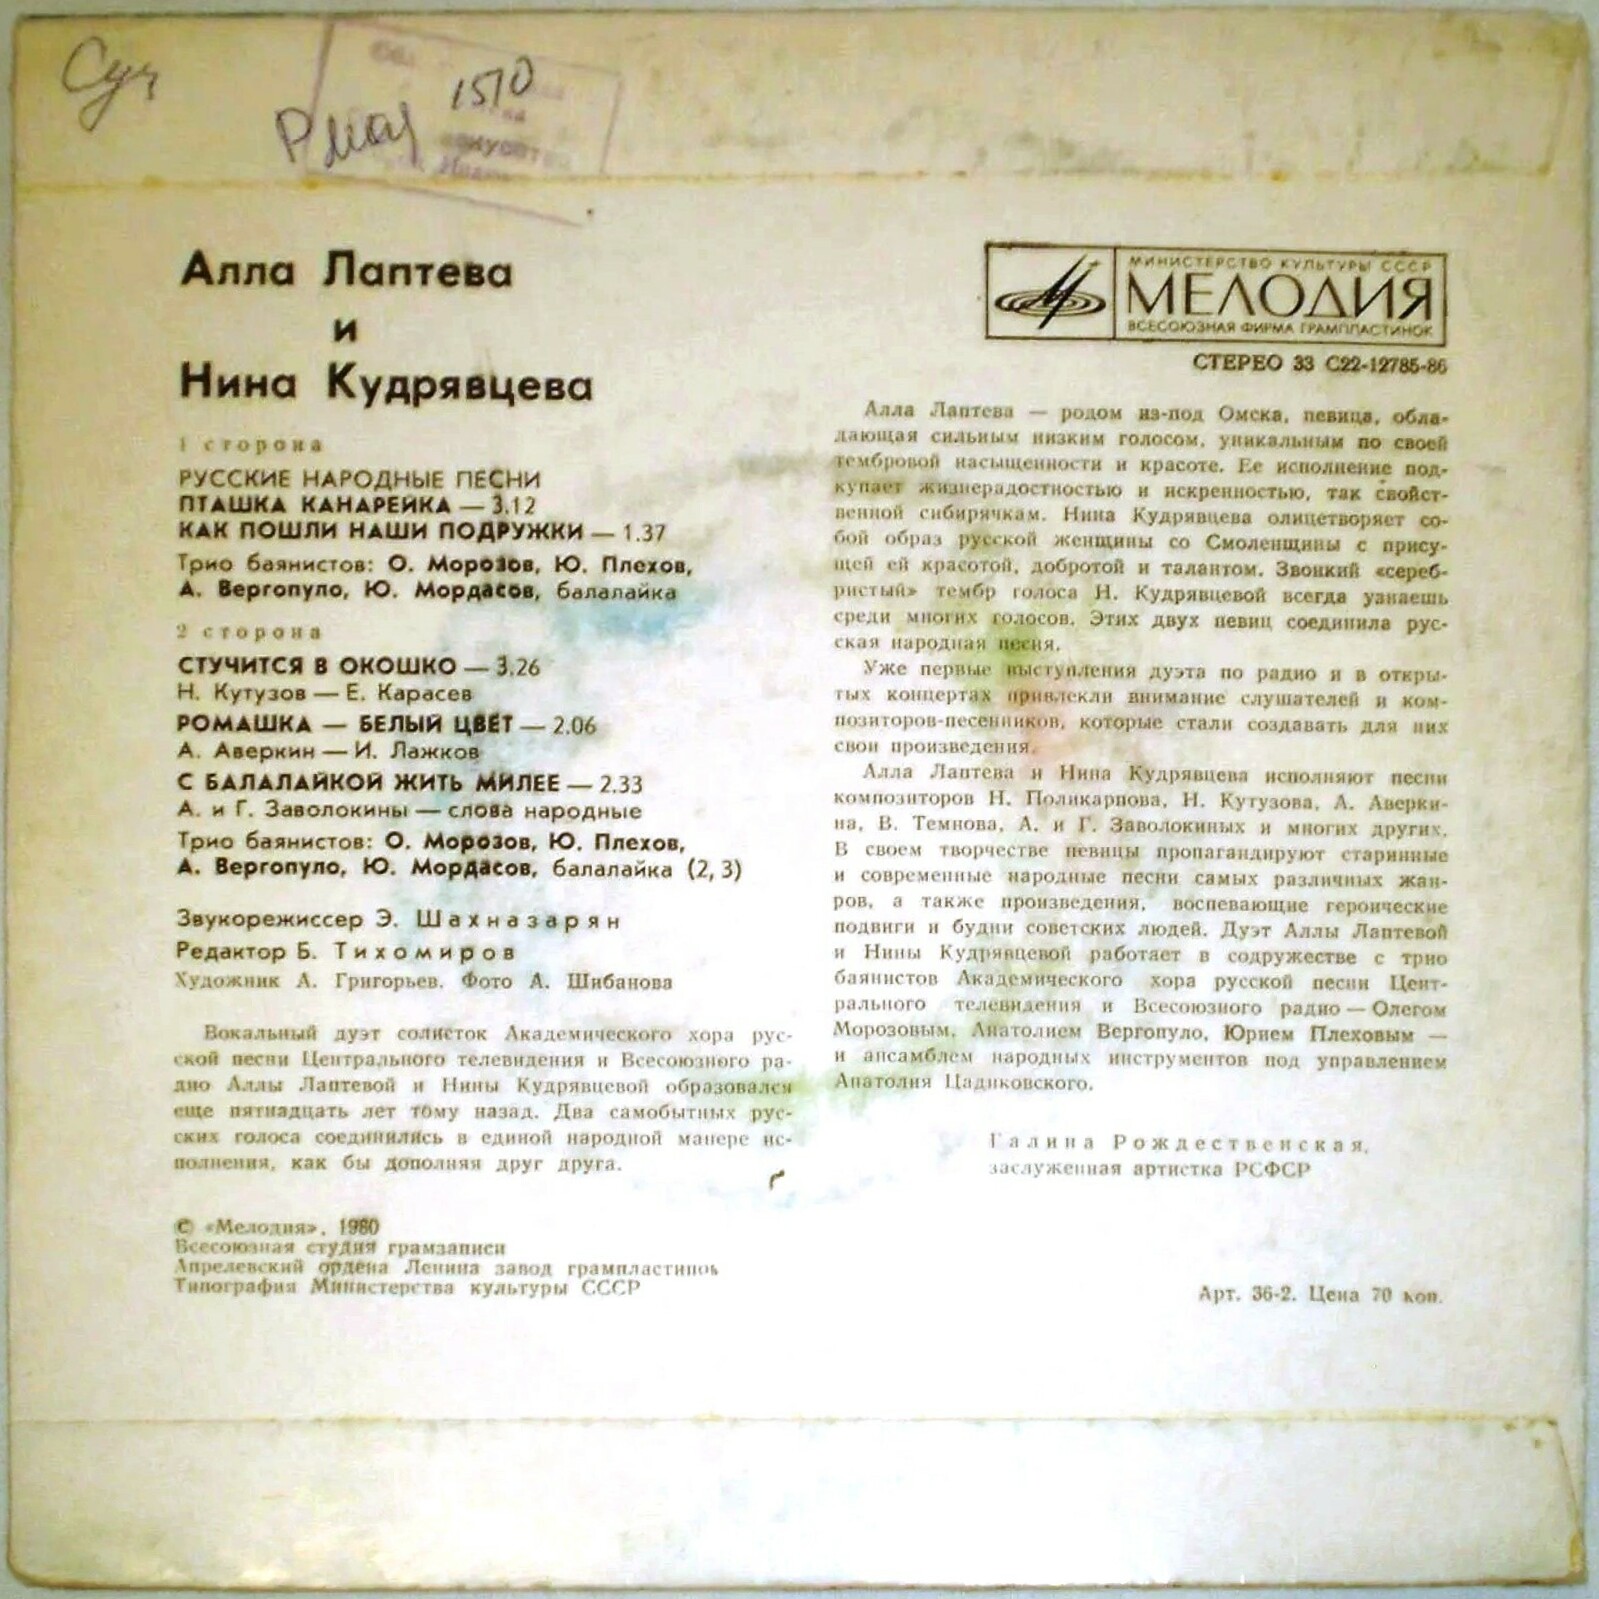 Суч
1570
МИНИСТЕРСТВО КУЛЬТУРЫ СССР
МЕЛОДИЯ
ВСЕСОЮЗНАЯ ФИРМА ГРАМПЛАСТИНОК
СТЕРЕО 33 С22-12785-86
Алла Лаптева
и
Нина Кудрявцева
1 сторона
РУССКИЕ НАРОДНЫЕ ПЕСНИ
ПТАШКА КАНАРЕЙКА — 3.12
КАК ПОШЛИ НАШИ ПОДРУЖКИ — 1.37
Трио баянистов: О. Морозов, Ю. Плехов,
А. Вергопуло, Ю. Мордасов, балалайка
2 сторона
СТУЧИТСЯ В ОКОШКО — 3.26
Н. Кутузов — Е. Карасев
РОМАШКА — БЕЛЫЙ ЦВЕТ — 2.06
А. Аверкин — И. Лажков
С БАЛАЛАЙКОЙ ЖИТЬ МИЛЕЕ — 2.33
А. и Г. Заволокины — слова народные
Трио баянистов: О. Морозов, Ю. Плехов,
А. Вергопуло, Ю. Мордасов, балалайка (2, 3)
Звукорежиссер Э. Шахназарян
Редактор Б. Тихомиров
Художник А. Григорьев. Фото А. Шибанова
Вокальный дуэт солисток Академического хора рус-
ской песни Центрального телевидения и Всесоюзного ра-
дио Аллы Лаптевой и Нины Кудрявцевой образовался
еще пятнадцать лет тому назад. Два самобытных рус-
ских голоса соединились в единой народной манере ис-
полнения, как бы дополняя друг друга.
Алла Лаптева — родом из-под Омска, певица, обла-
дающая сильным низким голосом, уникальным по своей
тембровой насыщенности и красоте. Ее исполнение под-
купает жизнерадостностью и искренностью, так свойст-
венной сибирячкам. Нина Кудрявцева олицетворяет со-
бой образ русской женщины со Смоленщины с прису-
щей ей красотой, добротой и талантом. Звонкий «сереб-
ристый» тембр голоса Н. Кудрявцевой всегда узнаешь
среди многих голосов. Этих двух певиц соединила рус-
ская народная песня.
Уже первые выступления дуэта по радио и в откры-
тых концертах привлекли внимание слушателей и ком-
позиторов-песенников, которые стали создавать для них
свои произведения.
Алла Лаптева и Нина Кудрявцева исполняют песни
композиторов Н. Поликарпова, Н. Кутузова, А. Аверки-
на, В. Темнова, А. и Г. Заволокиных и многих других.
В своем творчестве певицы пропагандируют старинные
и современные народные песни самых различных жан-
ров, а также произведения, воспевающие героические
подвиги и будни советских людей. Дуэт Аллы Лаптевой
и Нины Кудрявцевой работает в содружестве с трио
баянистов Академического хора русской песни Цент-
рального телевидения и Всесоюзного радио — Олегом
Морозовым, Анатолием Вергопуло, Юрием Плеховым —
и ансамблем народных инструментов под управлением
Анатолия Цадиковского.
Галина Рождественская,
заслуженная артистка РСФСР
© «Мелодия», 1980
Всесоюзная студия грамзаписи
Апрелевский ордена Ленина завод грампластинок
Типография Министерства культуры СССР
Арт. 36-2. Цена 70 коп.